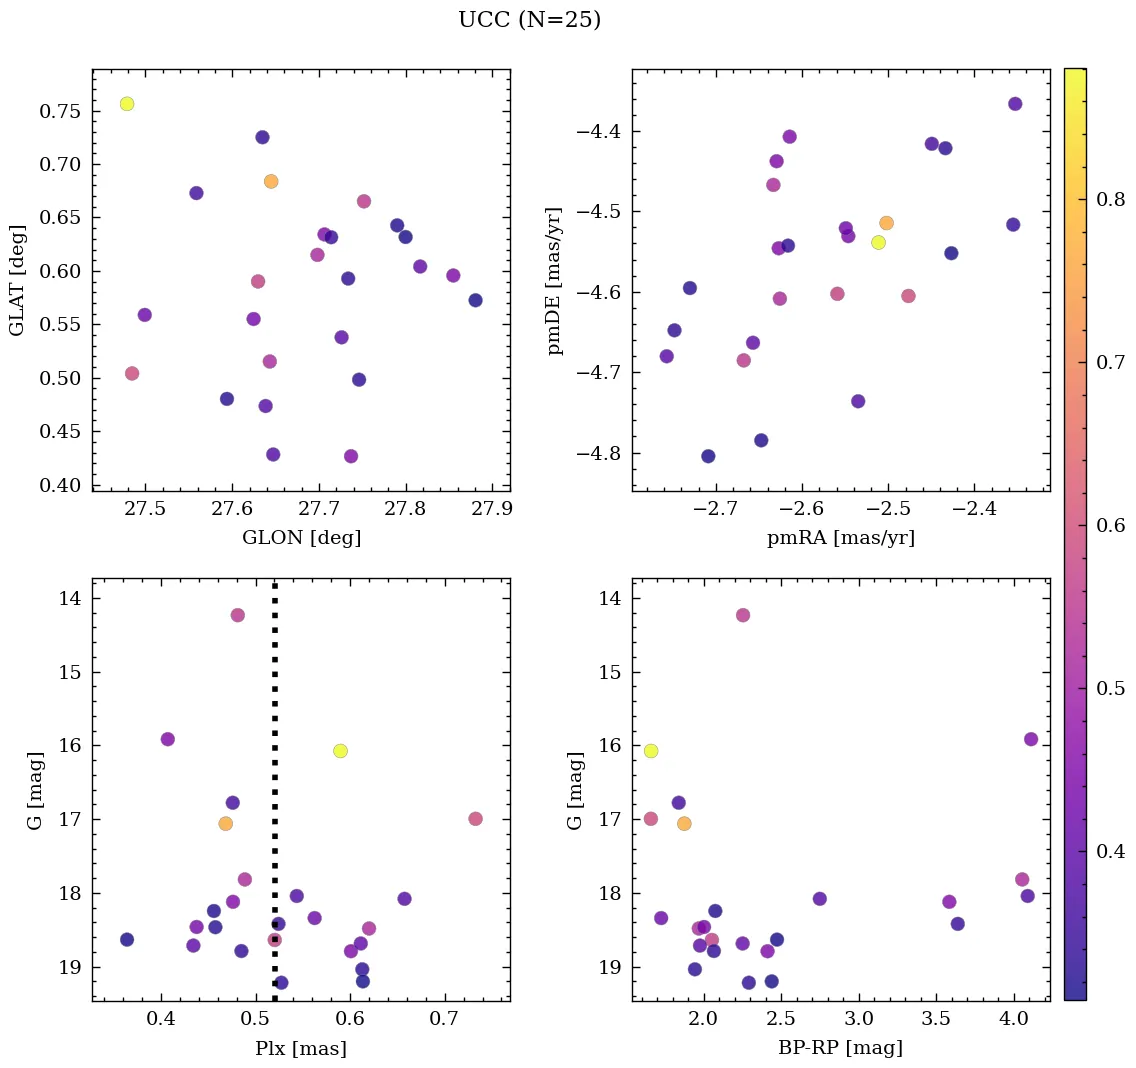 UCC (N=25)
0.75
0.70
0.65
0.60
0.55
0.50
0.45
0.40
GLAT [deg]
27.5 27.6 27.7 27.8 27.9
GLON [deg]
−4.4
−4.5
−4.6
−4.7
−4.8
pmDE [mas/yr]
−2.7 −2.6 −2.5 −2.4
pmRA [mas/yr]
14
15
16
17
18
19
G [mag]
0.4 0.5 0.6 0.7
Plx [mas]
14
15
16
17
18
19
G [mag]
2.0 2.5 3.0 3.5 4.0
BP-RP [mag]
0.8
0.7
0.6
0.5
0.4